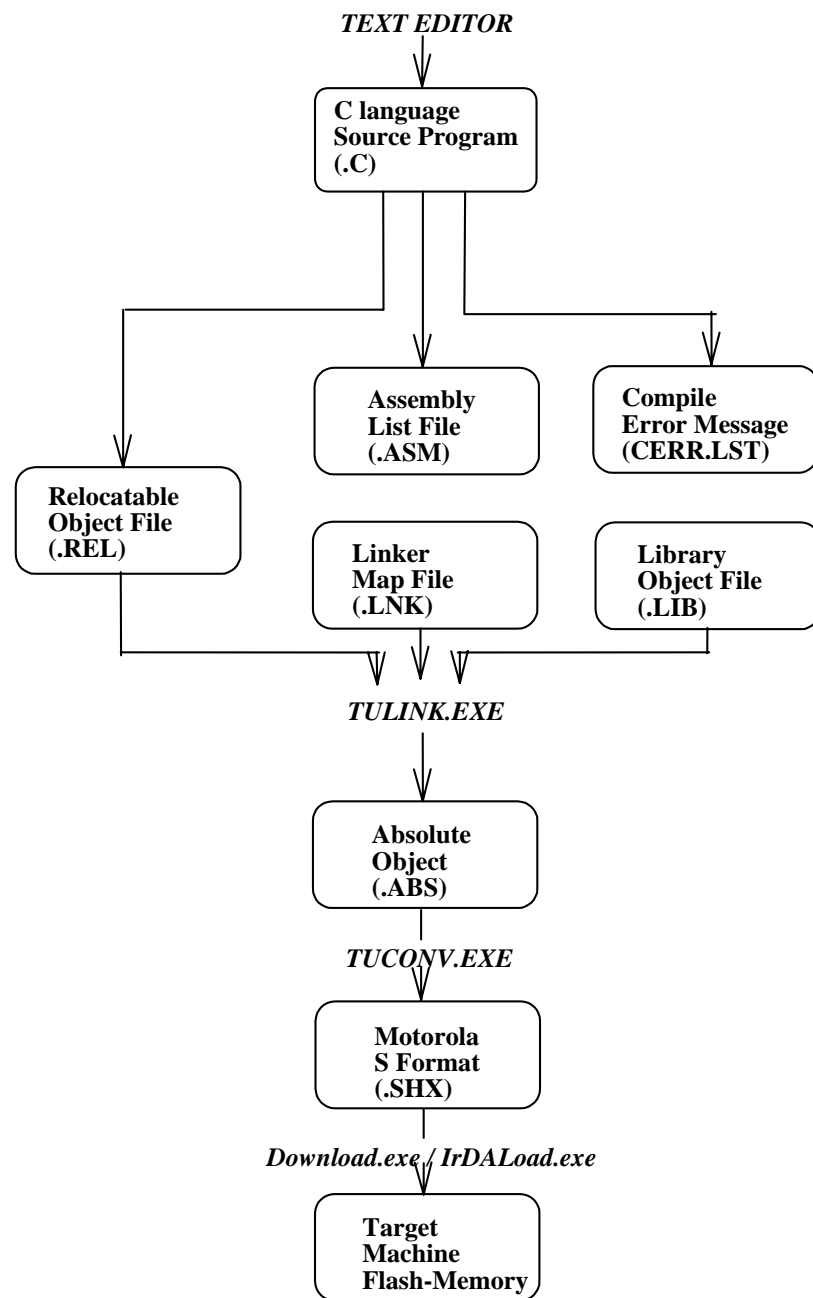 TEXT EDITOR
C language
Source Program
(.C)
Assembly
List File
(.ASM)
Compile
Error Message
(CERR.LST)
Relocatable
Object File
(.REL)
Linker
Map File
(.LNK)
Library
Object File
(.LIB)
TULINK.EXE
Absolute
Object
(.ABS)
TUCONV.EXE
Motorola
S Format
(.SHX)
Download.exe / IrDALoad.exe
Target
Machine
Flash-Memory